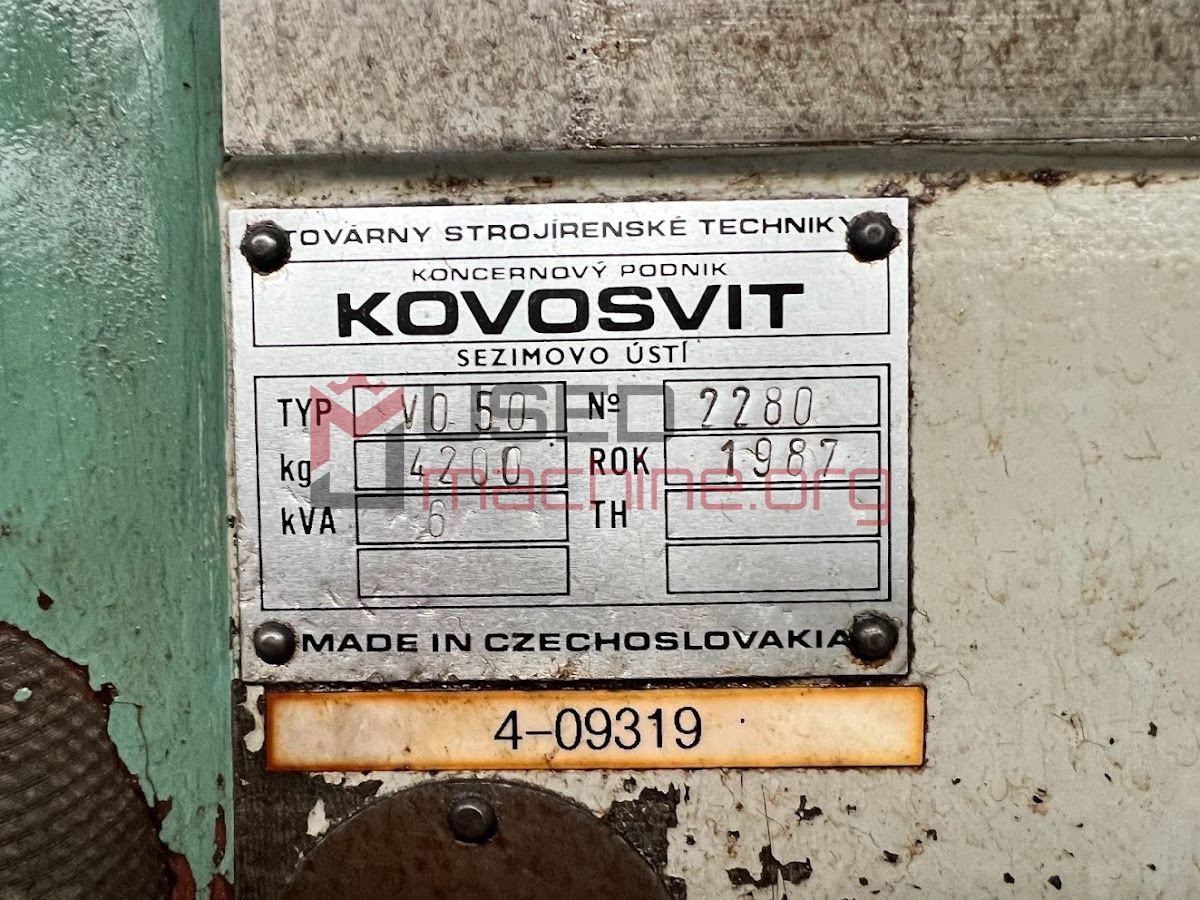 TOVÁRNY STROJÍRENSKÉ TECHNIKY
KONCERNOVÝ PODNIK
KOVOSVIT
SEZIMOVO ÚSTÍ
TYP VO 50 Nº 2280
kg 4200 ROK 1987
kVA 6 TH
USED
machine.org
MADE IN CZECHOSLOVAKIA
4-09319